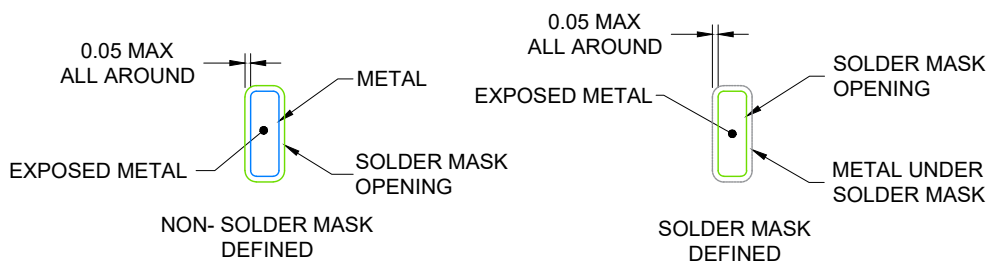 0.05 MAX
ALL AROUND
METAL
EXPOSED METAL
SOLDER MASK
OPENING
NON- SOLDER MASK
DEFINED
0.05 MAX
ALL AROUND
SOLDER MASK
OPENING
EXPOSED METAL
METAL UNDER
SOLDER MASK
SOLDER MASK
DEFINED